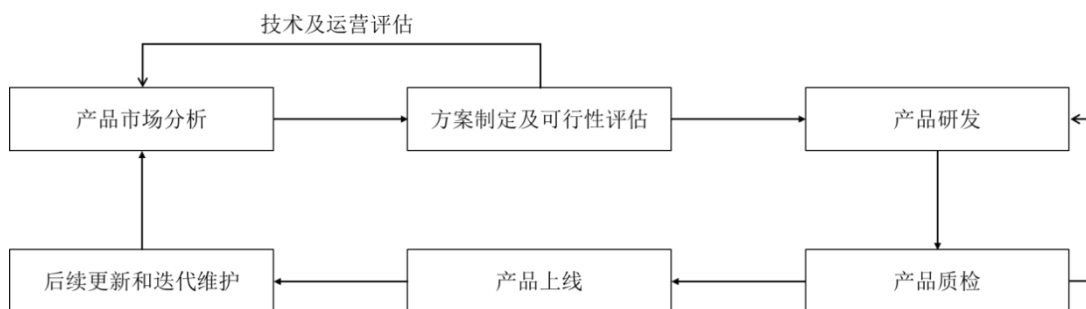 技术及运营评估
产品市场分析
方案制定及可行性评估
产品研发
后续更新和迭代维护
产品上线
产品质检